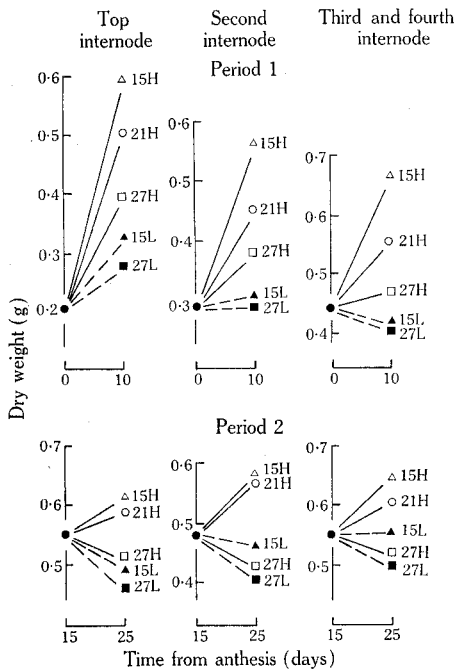 Top internode
Second internode
Third and fourth internode
Period 1
Dry weight (g)
0·6
0·5
0·4
0·3
0·2
15H
21H
27H
15L
27L
0
10
0·6
0·5
0·4
0·3
15H
21H
27H
15L
27L
0
10
0·7
0·5
0·4
15H
21H
27H
15L
27L
0
10
Period 2
0·7
0·6
0·5
15H
21H
27H
15L
27L
15
25
0·6
0·5
0·4
15H
21H
15L
27H
27L
15
25
0·7
0·6
0·5
15H
21H
15L
27H
27L
15
25
Time from anthesis (days)